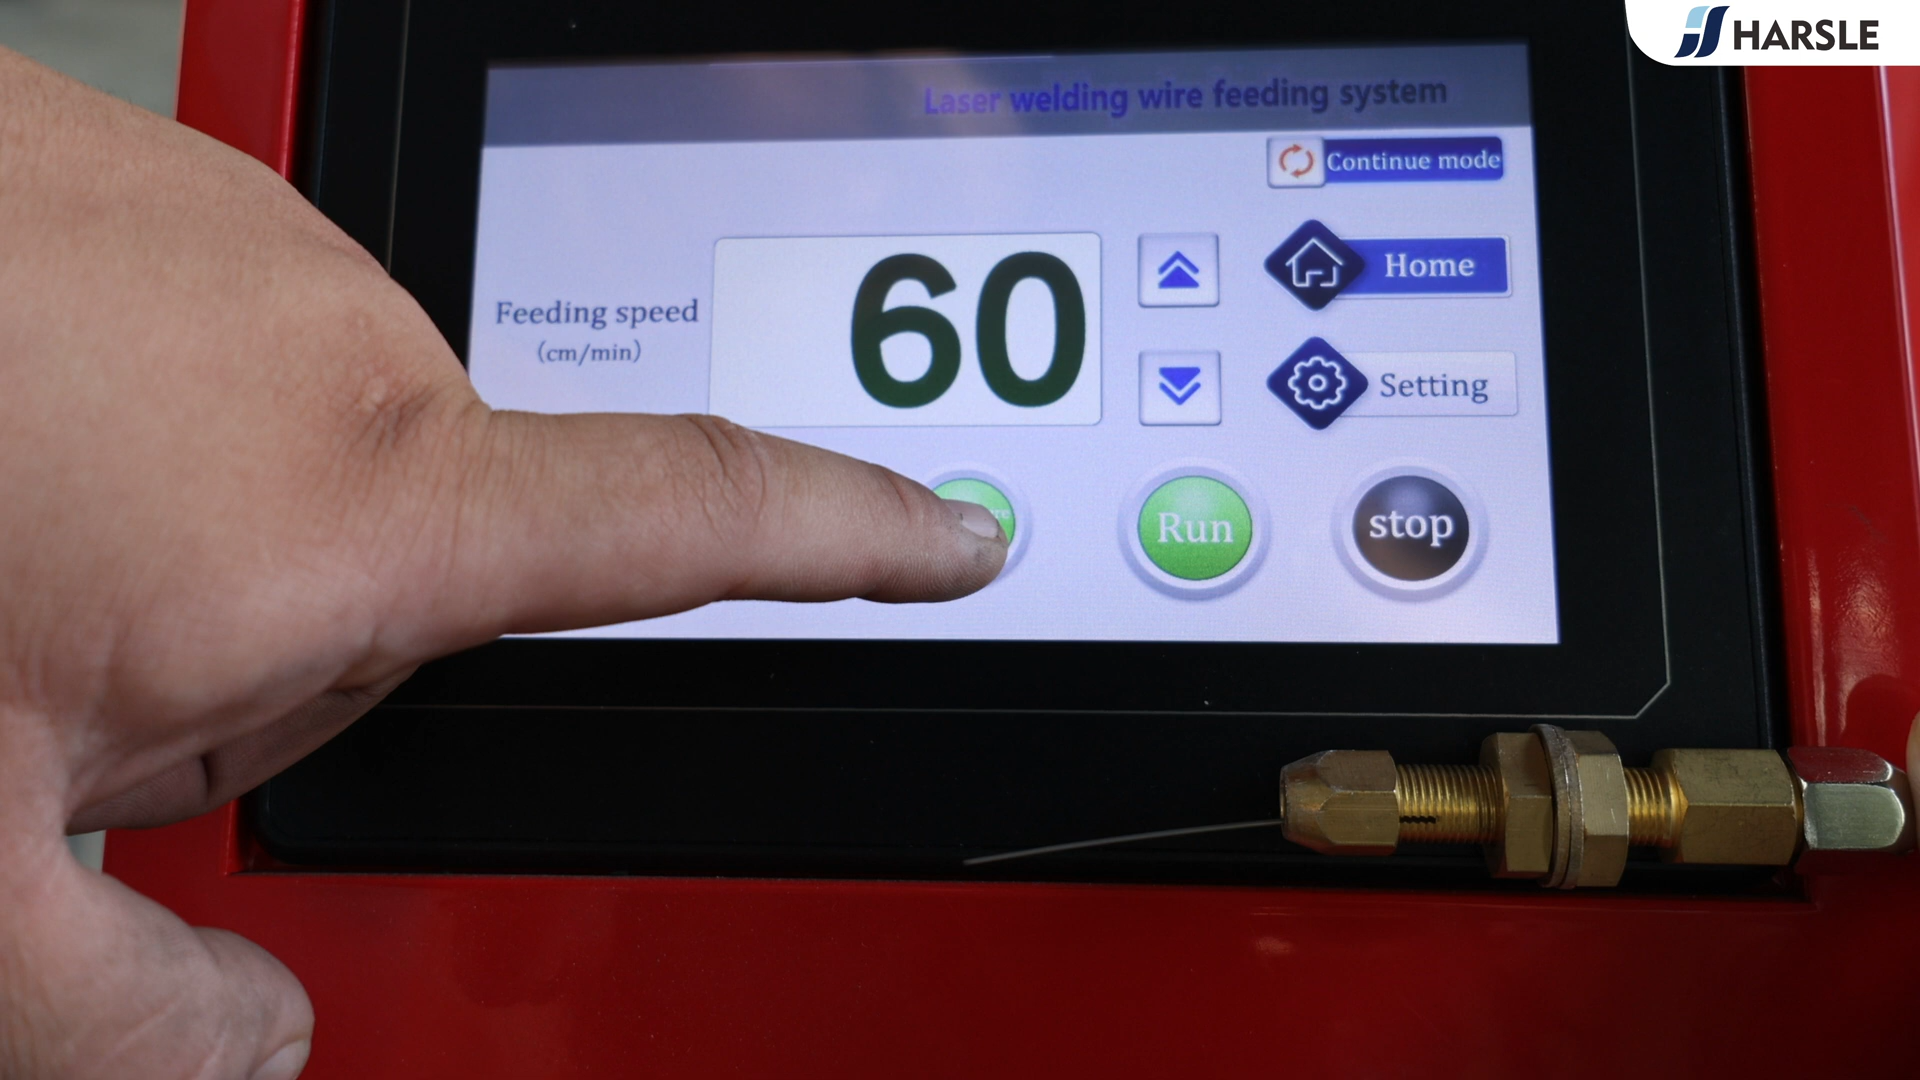 HARSLE
Laser welding wire feeding system
Continue mode
Feeding speed
(cm/min)
60
Home
Setting
Run
stop